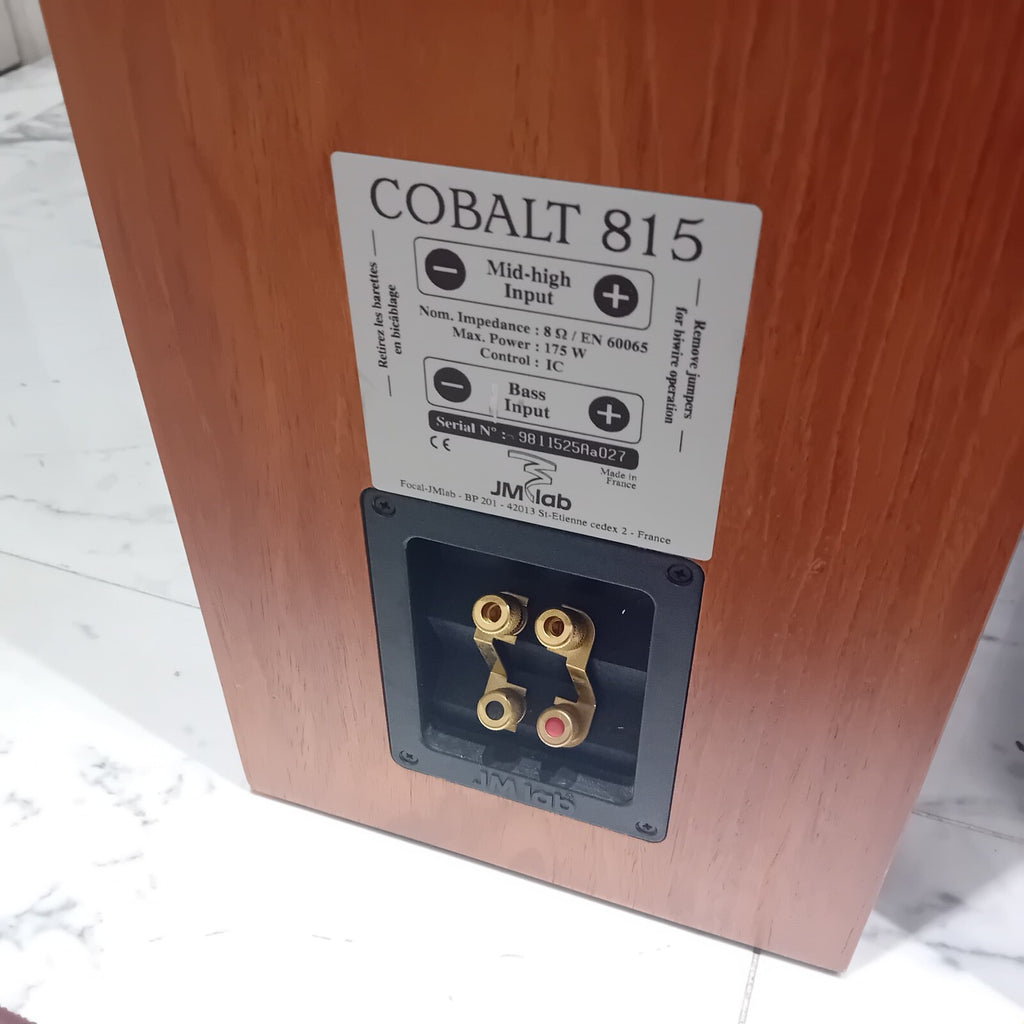 COBALT 815
Retirez les barettes
en bicâblage
− Mid-high +
Input
Nom. Impedance : 8 Ω / EN 60065
Max. Power : 175 W
Control : IC
Remove jumpers
for biwire operation
− Bass +
Input
Serial N° : 9811525Aa027
CE
Made in
France
JMlab
Focal-JMlab - BP 201 - 42013 St-Etienne cedex 2 - France
JMlab